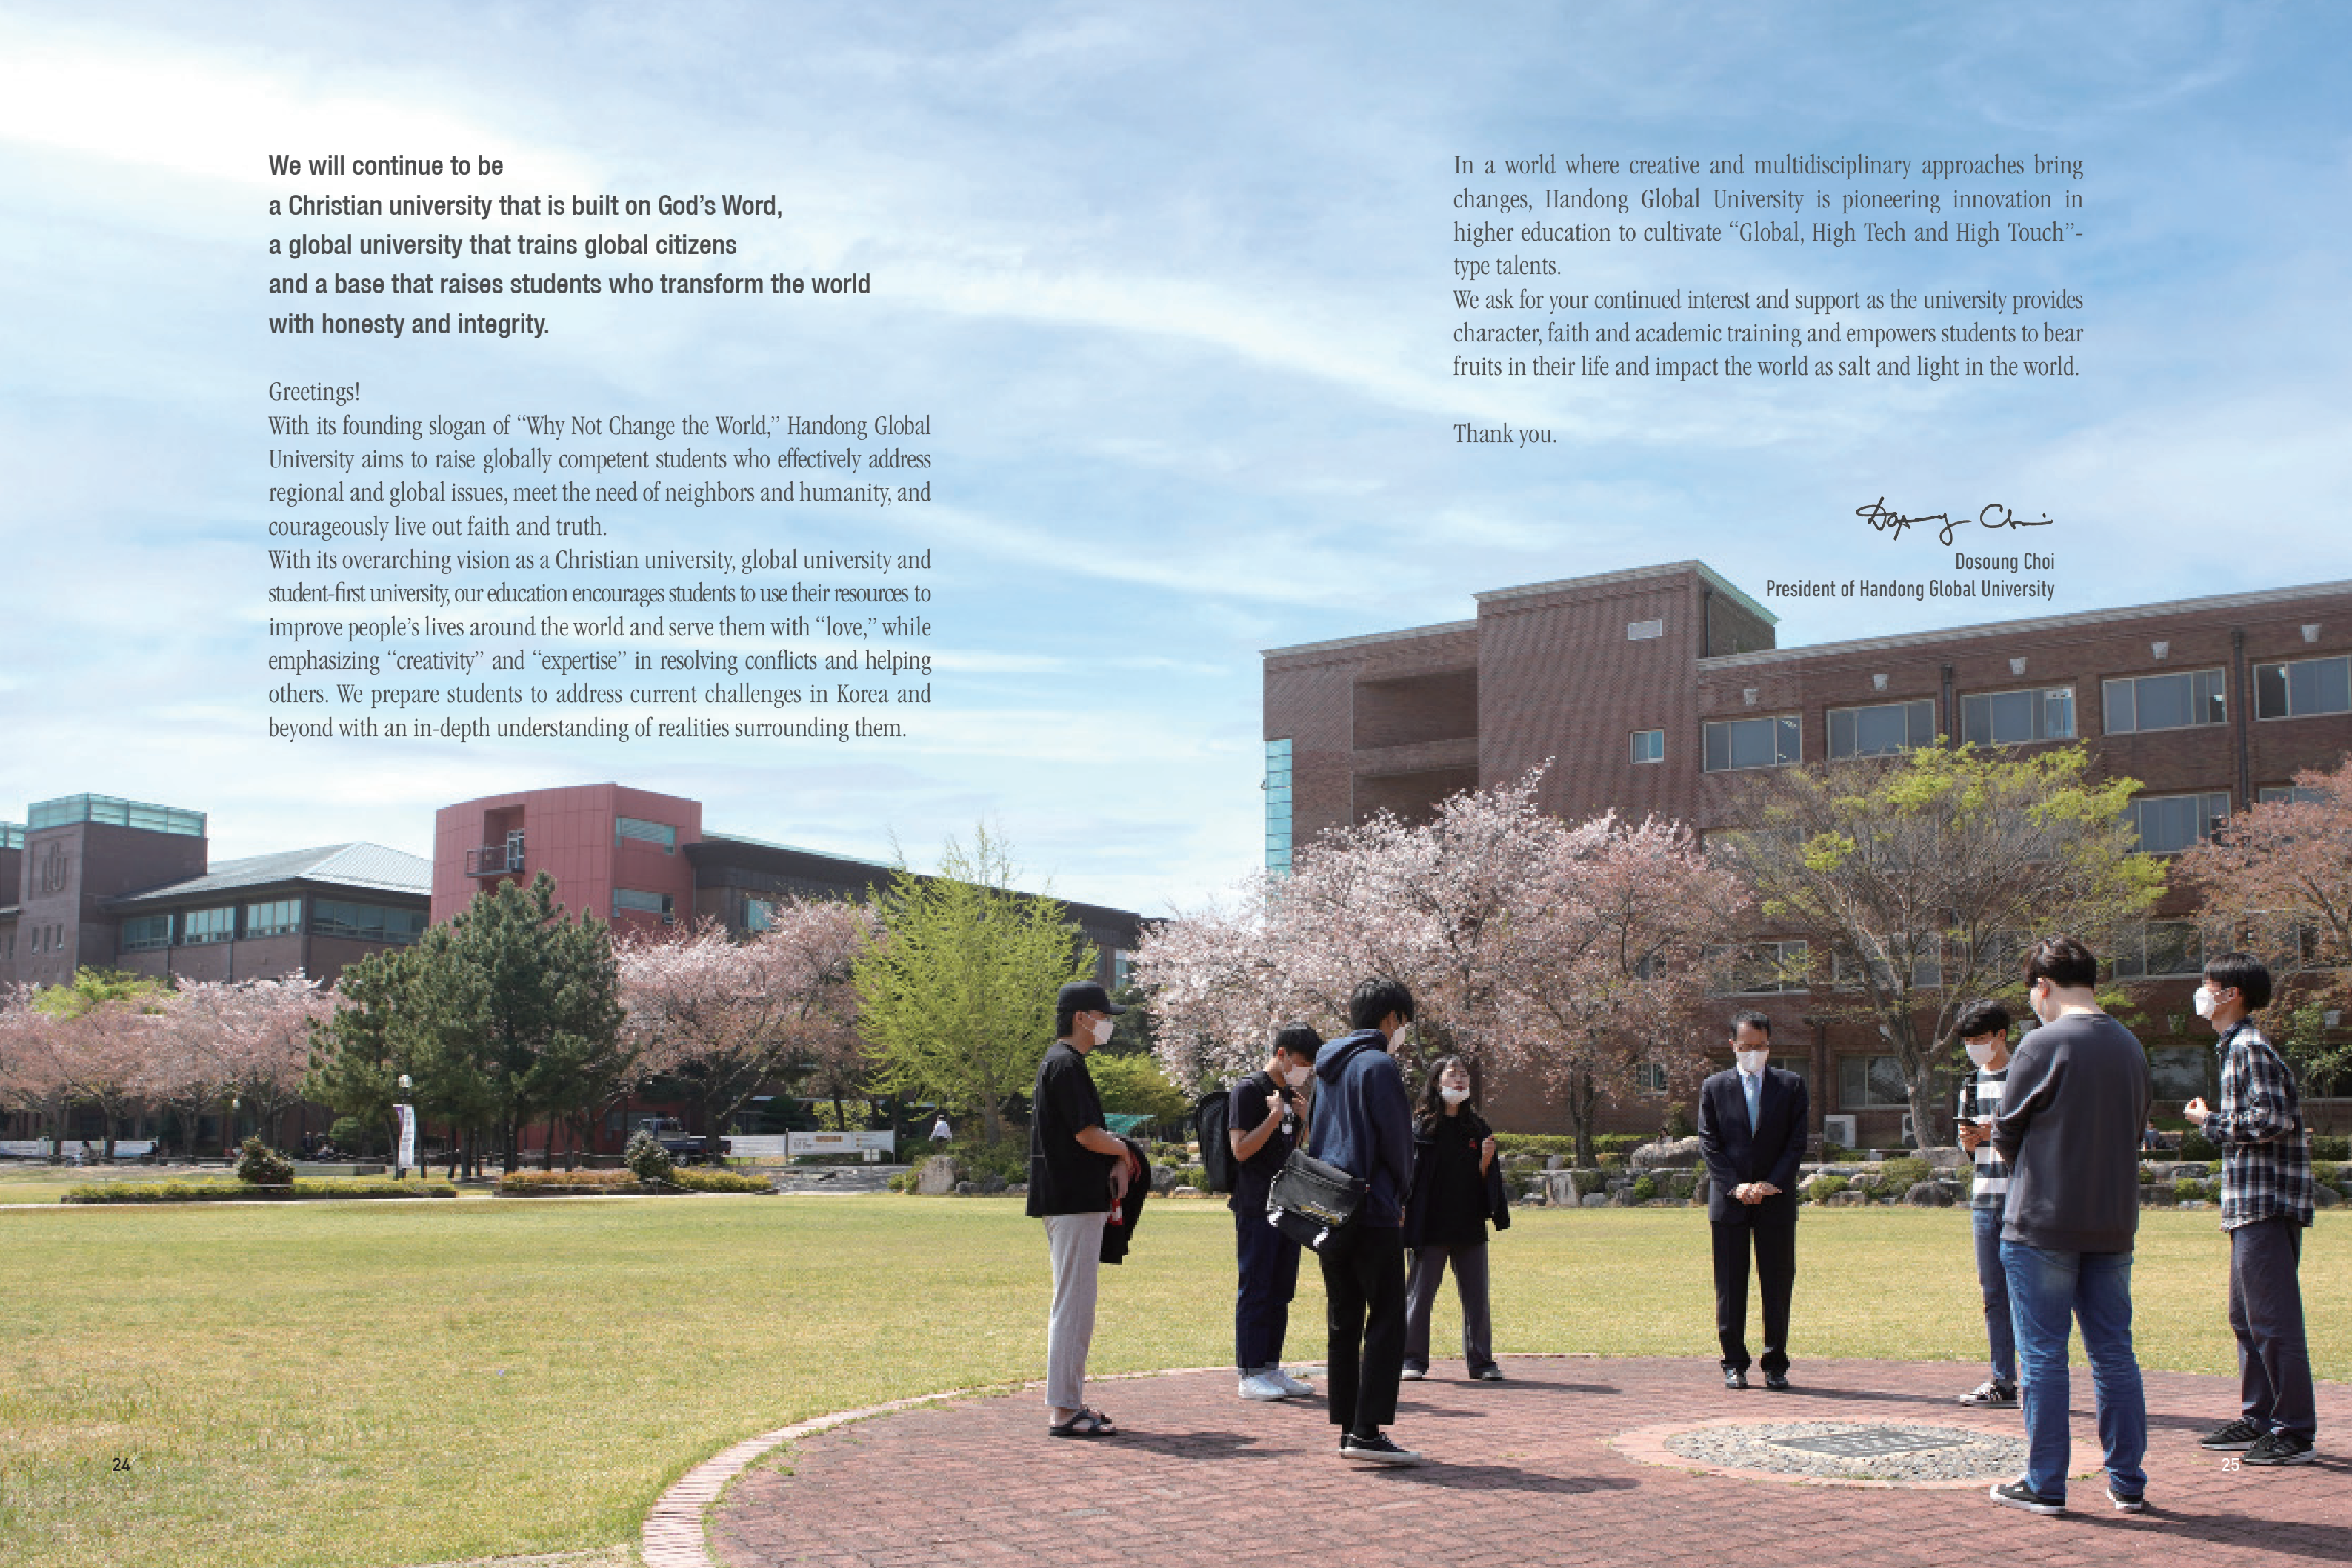 We will continue to be
a Christian university that is built on God's Word,
a global university that trains global citizens
and a base that raises students who transform the world
with honesty and integrity.
Greetings!
With its founding slogan of “Why Not Change the World,” Handong Global
University aims to raise globally competent students who effectively address
regional and global issues, meet the need of neighbors and humanity, and
courageously live out faith and truth.
With its overarching vision as a Christian university, global university and
student-first university, our education encourages students to use their resources to
improve people's lives around the world and serve them with “love,” while
emphasizing “creativity” and “expertise” in resolving conflicts and helping
others. We prepare students to address current challenges in Korea and
beyond with an in-depth understanding of realities surrounding them.
24
In a world where creative and multidisciplinary approaches bring
changes, Handong Global University is pioneering innovation in
higher education to cultivate “Global, High Tech and High Touch”-
type talents.
We ask for your continued interest and support as the university provides
character, faith and academic training and empowers students to bear
fruits in their life and impact the world as salt and light in the world.
Thank you.
Dosoung Choi
President of Handong Global University
25